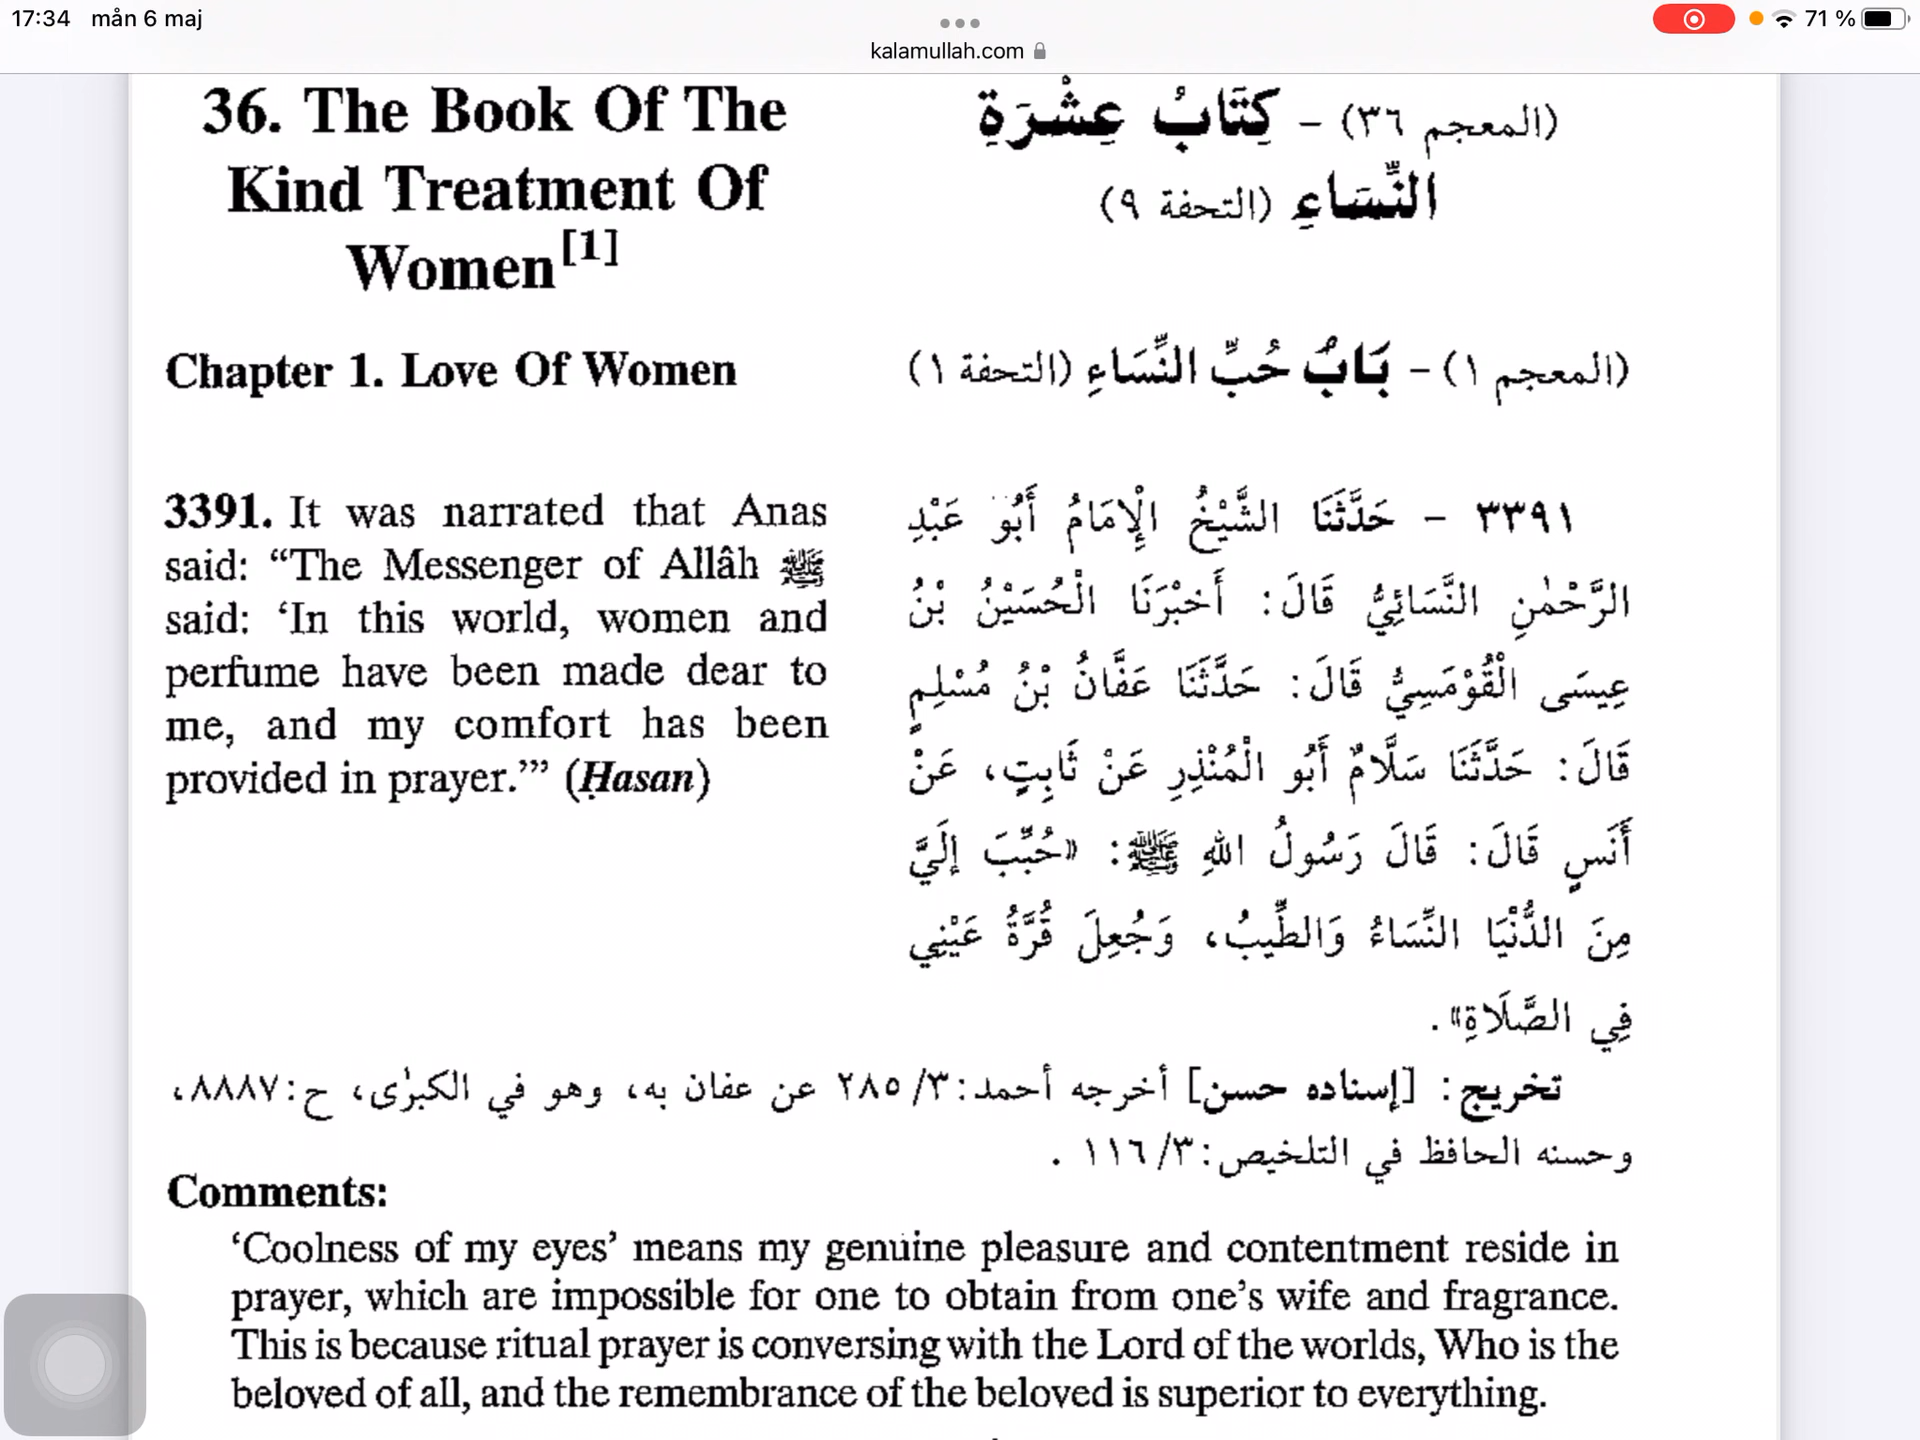 17:34 mån 6 maj
71 %
kalamullah.com
36. The Book Of The
Kind Treatment Of
Women[1]
(المعجم ٣٦) - كِتَابُ عِشْرَةِ
النِّسَاءِ (التحفة ٩)
Chapter 1. Love Of Women
(المعجم ١) - بَابُ حُبِّ النِّسَاءِ (التحفة ١)
3391. It was narrated that Anas
said: “The Messenger of Allâh ﷺ
said: ‘In this world, women and
perfume have been made dear to
me, and my comfort has been
provided in prayer.’” (Ḥasan)
٣٣٩١ - حَدَّثَنَا الشَّيْخُ الْإِمَامُ أَبُو عَبْدِ
الرَّحْمٰنِ النَّسَائِيُّ قَالَ: أَخْبَرَنَا الْحُسَيْنُ بْنُ
عِيسَى الْقُوْمَسِيُّ قَالَ: حَدَّثَنَا عَفَّانُ بْنُ مُسْلِمٍ
قَالَ: حَدَّثَنَا سَلَّامٌ أَبُو الْمُنْذِرِ عَنْ ثَابِتٍ، عَنْ
أَنَسٍ قَالَ: قَالَ رَسُولُ اللهِ ﷺ: «حُبِّبَ إِلَيَّ
مِنَ الدُّنْيَا النِّسَاءُ وَالطِّيبُ، وَجُعِلَ قُرَّةُ عَيْنِي
فِي الصَّلَاةِ».
تخريج: [إسناده حسن] أخرجه أحمد: ٣/ ٢٨٥ عن عفان به، وهو في الكبرٰى، ح: ٨٨٨٧،
وحسنه الحافظ في التلخيص: ٣/ ١١٦ .
Comments:
‘Coolness of my eyes’ means my genuine pleasure and contentment reside in
prayer, which are impossible for one to obtain from one’s wife and fragrance.
This is because ritual prayer is conversing with the Lord of the worlds, Who is the
beloved of all, and the remembrance of the beloved is superior to everything.